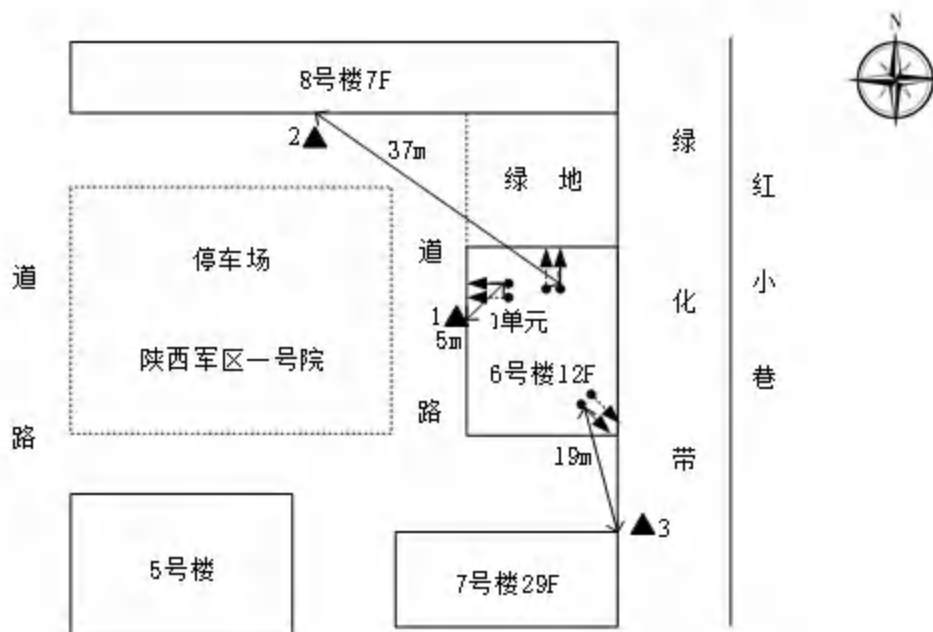 N
8号楼7F
2
37m
绿地
绿化带
红小巷
停车场
道路
道路
1
1单元
5m
陕西军区一号院
6号楼12F
19m
3
5号楼
7号楼29F